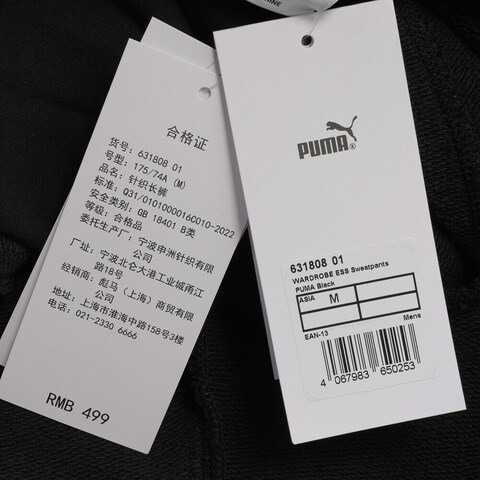 合格证
货号: 631808 01
号型: 175/74A (M)
品名: 针织长裤
标准: Q31/0101000016­0010-2022
安全类别: GB 18401 B类
等级: 合格品
委托生产厂: 宁波申洲针织有限
公司
厂址: 宁波北仑大港工业城甬江
路18号
经销商: 彪马(上海)商贸有限
公司
地址: 上海市淮海中路158号3楼
电话: 021-2330 6666
RMB 499
PUMA
631808 01
WARDROBE ESS Sweatpants
PUMA Black
ASIA M
EAN-13 Mens
4 067983 650253